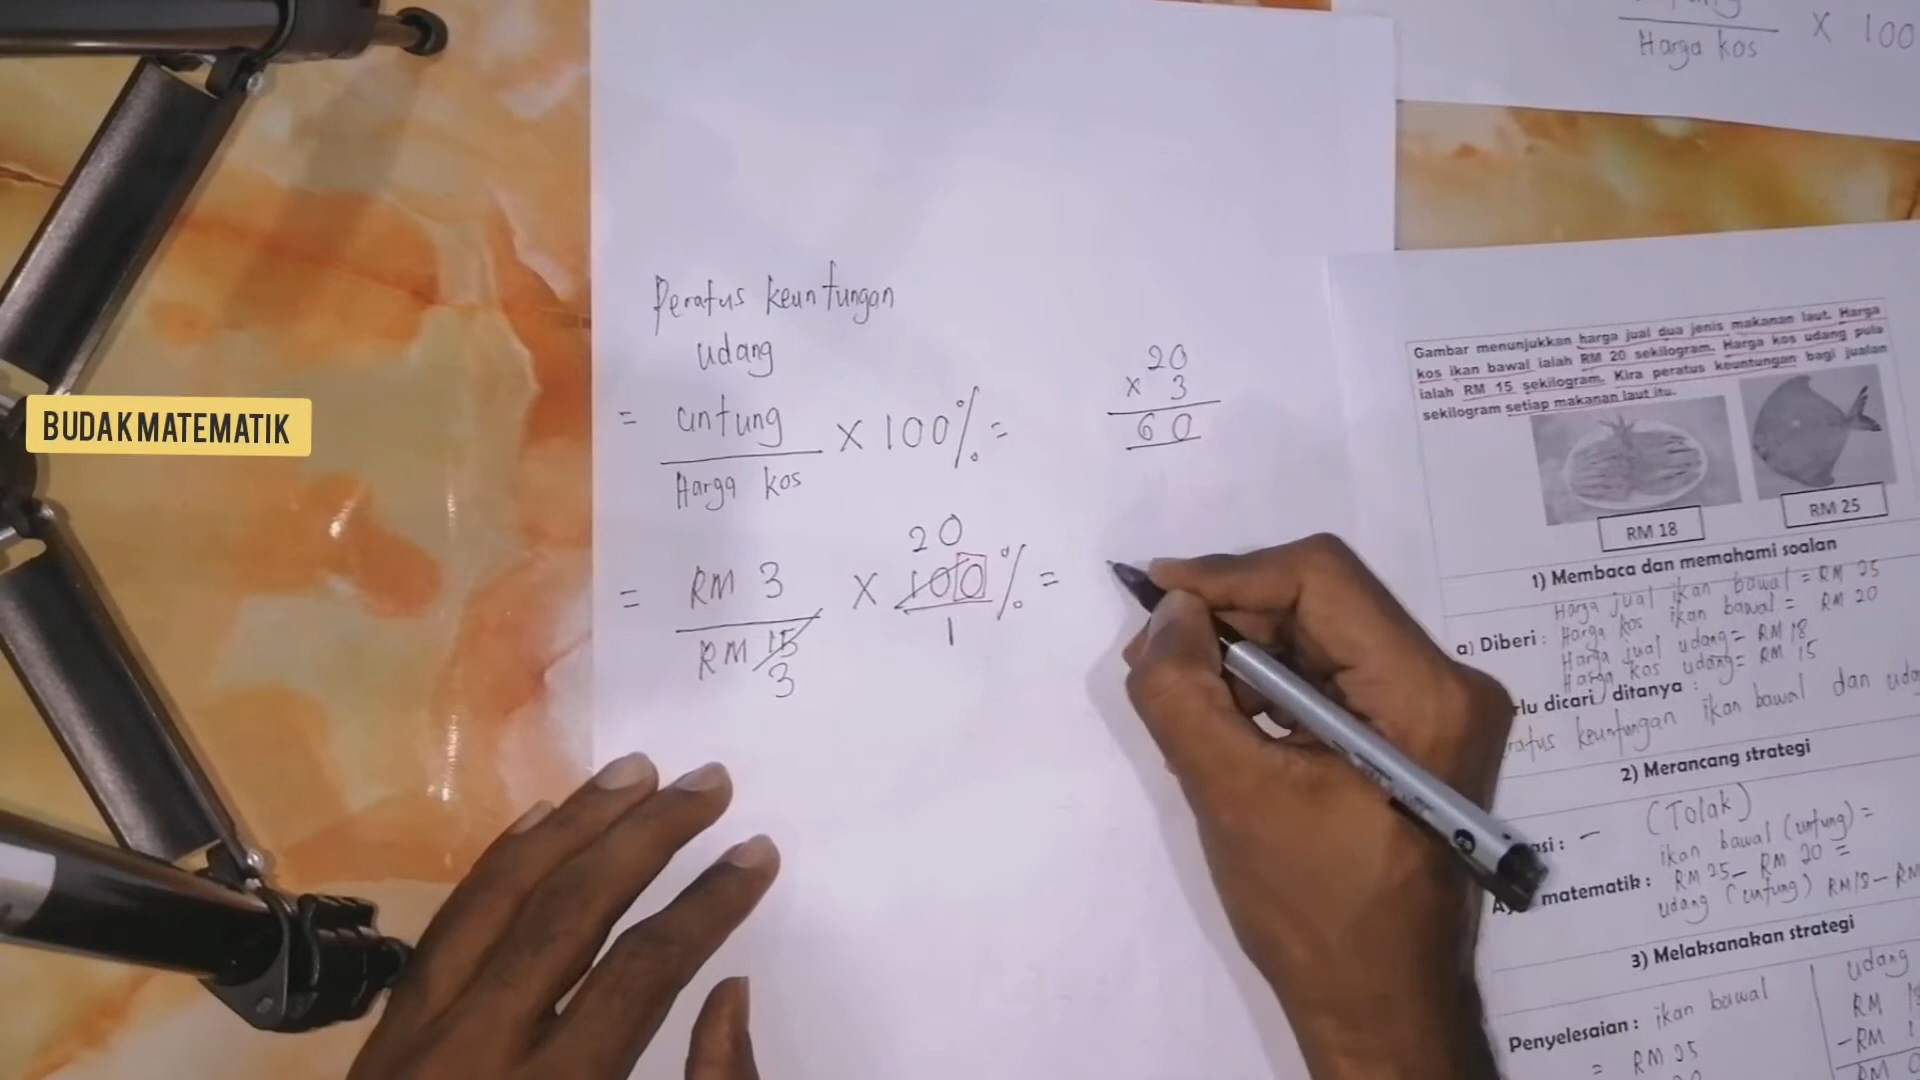 Harga kos X 100
Peratus keuntungan
udang
= untung
Harga kos X 100% =
20
x 3
60
20
= RM 3 X 100% =
RM 15 1
3
BUDAK MATEMATIK
Gambar menunjukkan harga jual dua jenis makanan laut. Harga
kos ikan bawal ialah RM 20 sekilogram. Harga kos udang pula
ialah RM 15 sekilogram. Kira peratus keuntungan bagi jualan
sekilogram setiap makanan laut itu.
RM 18
RM 25
1) Membaca dan memahami soalan
a) Diberi : Harga jual ikan bawal = RM 25
Harga kos ikan bawal = RM 20
Harga jual udang = RM 18
Harga kos udang = RM 15
dicari / ditanya :
keuntungan ikan bawal dan
2) Merancang strategi
: - (Tolak)
matematik : ikan bawal (untung) =
RM 25 - RM 20 =
udang (untung) RM 18 - RM
3) Melaksanakan strategi
Penyelesaian : ikan bawal
= RM 25
udang
RM
- RM
RM